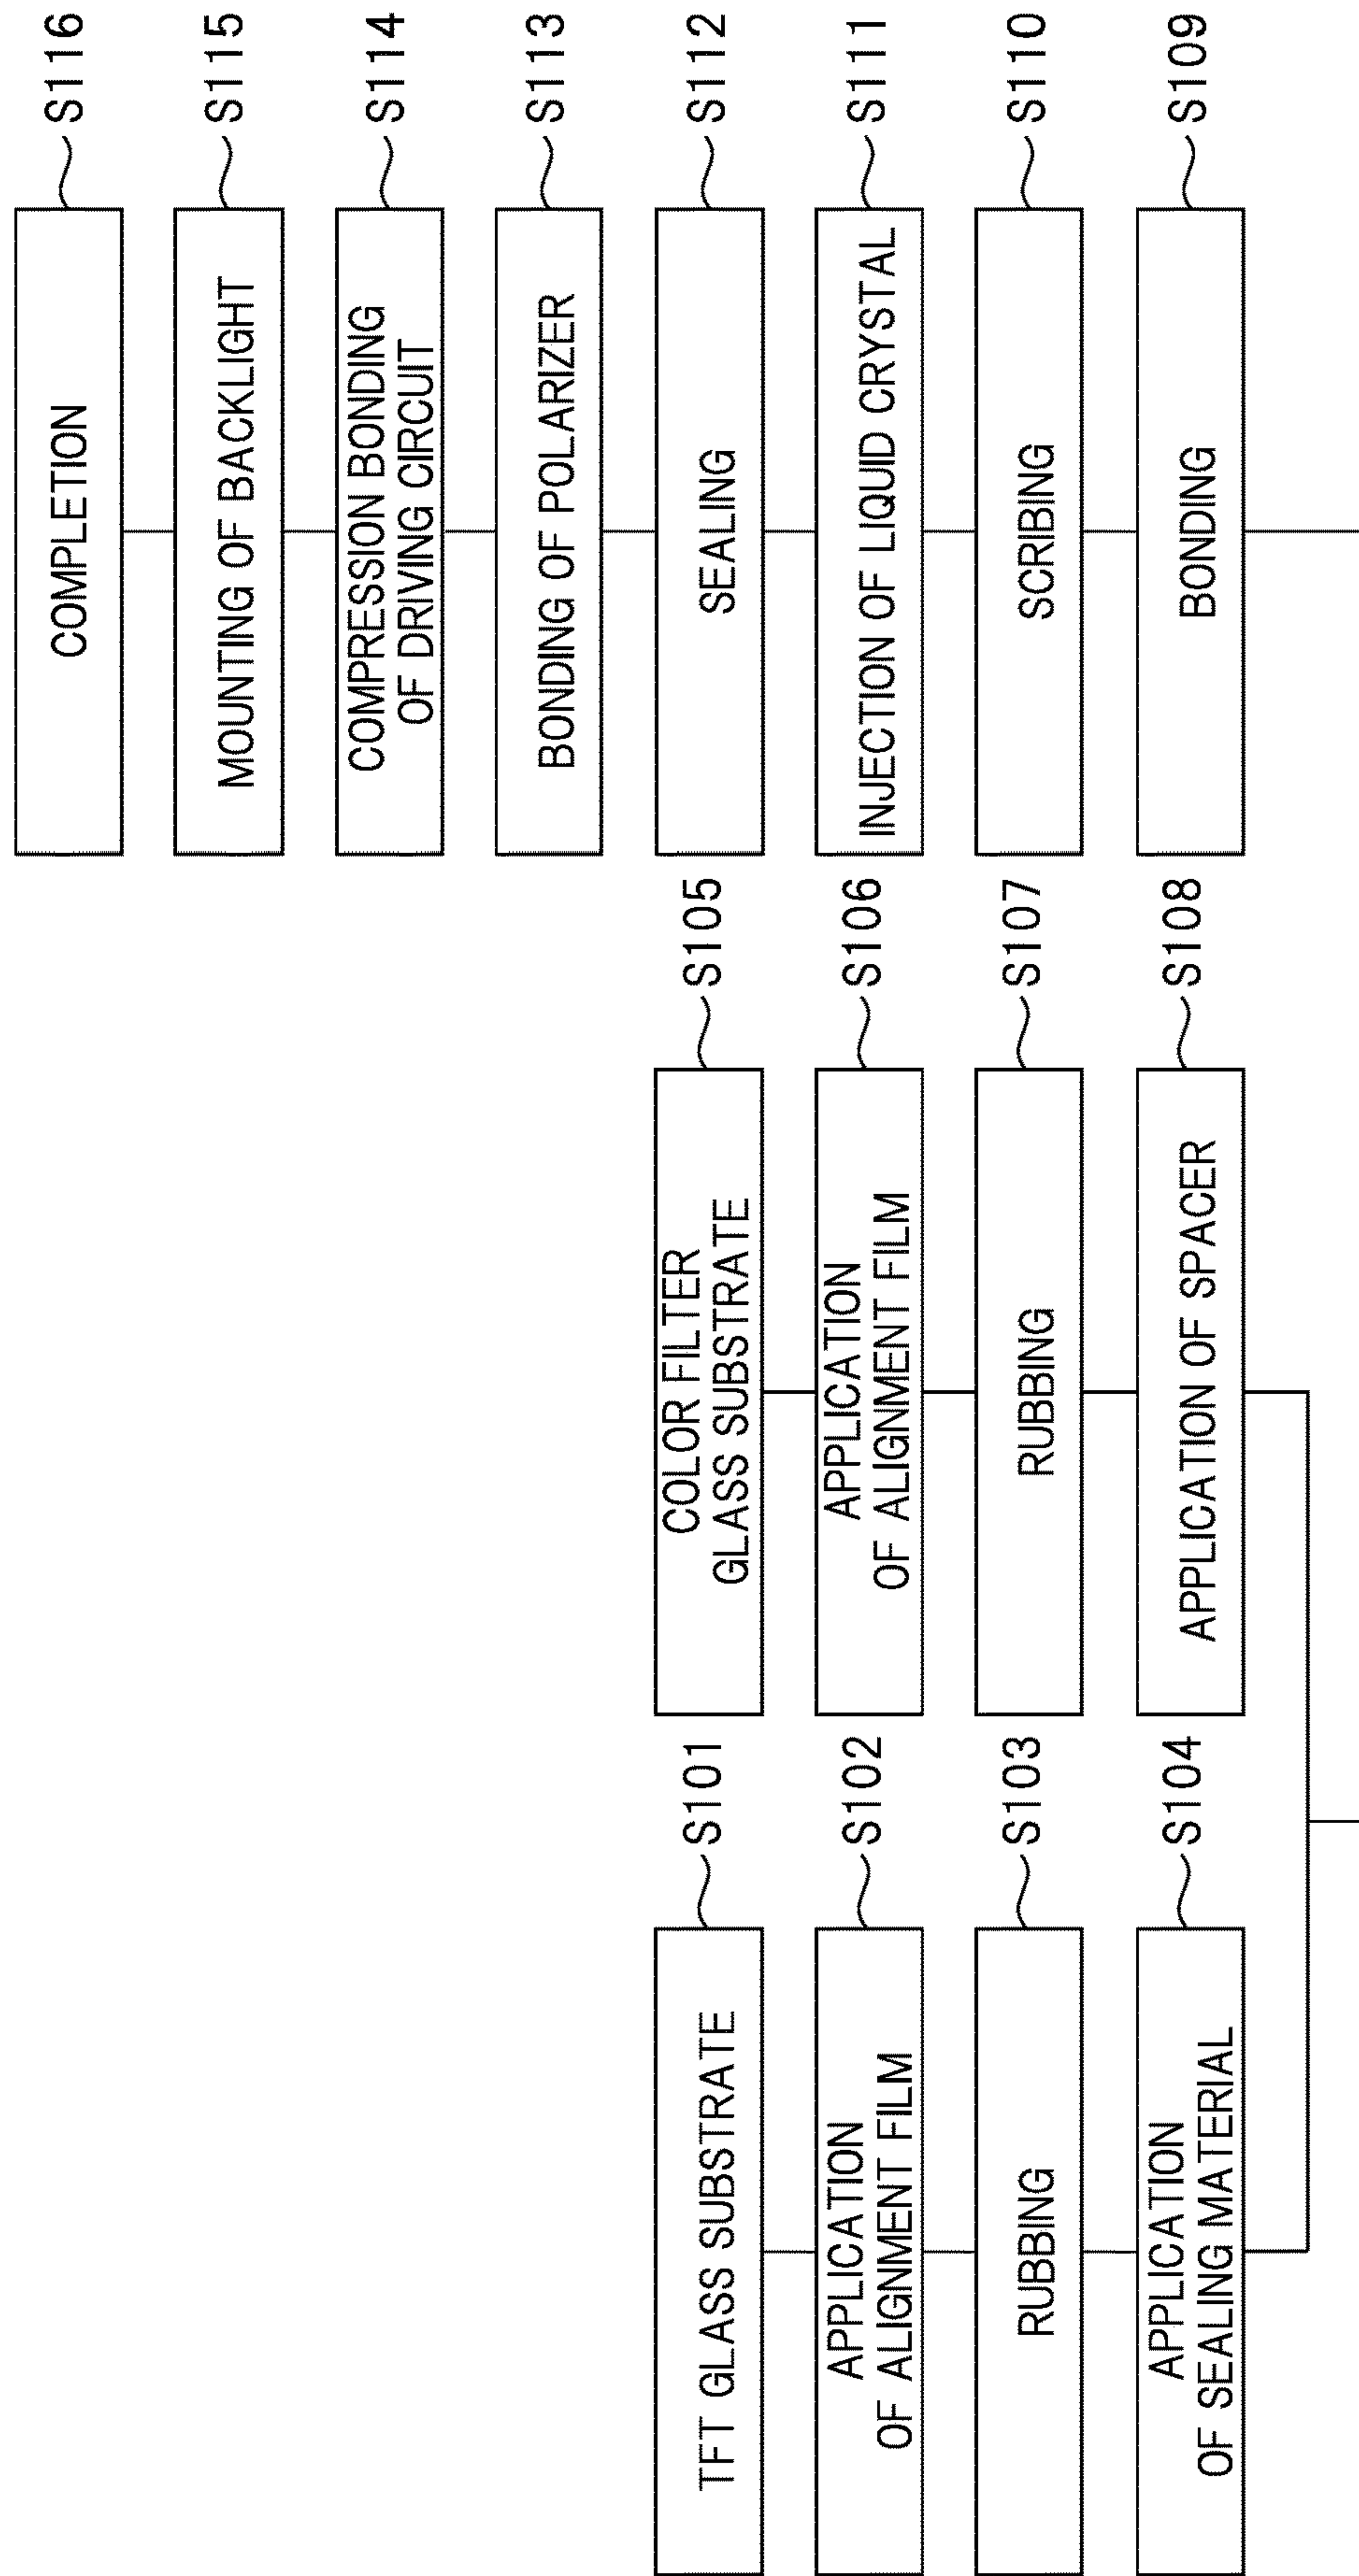 TFT GLASS SUBSTRATE
S101
APPLICATION
OF ALIGNMENT FILM
S102
RUBBING
S103
APPLICATION
OF SEALING MATERIAL
S104
COLOR FILTER
GLASS SUBSTRATE
S105
APPLICATION
OF ALIGNMENT FILM
S106
RUBBING
S107
APPLICATION OF SPACER
S108
COMPLETION
S116
MOUNTING OF BACKLIGHT
S115
COMPRESSION BONDING
OF DRIVING CIRCUIT
S114
BONDING OF POLARIZER
S113
SEALING
S112
INJECTION OF LIQUID CRYSTAL
S111
SCRIBING
S110
BONDING
S109